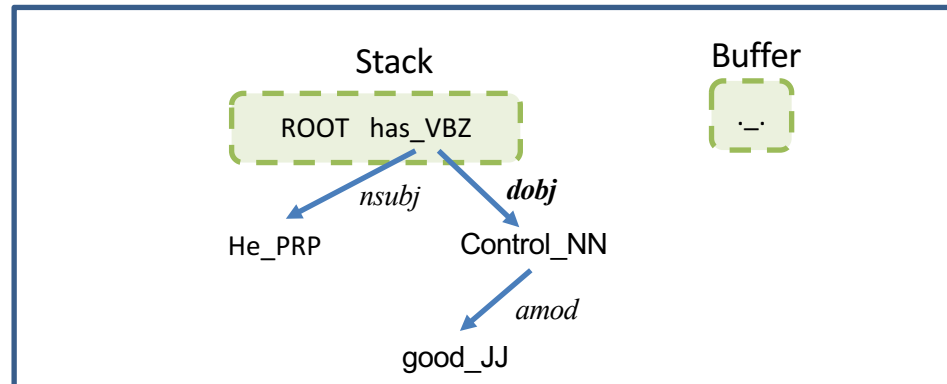 Stack
Buffer
ROOT has_VBZ
._.
nsubj
dobj
He_PRP
Control_NN
amod
good_JJ